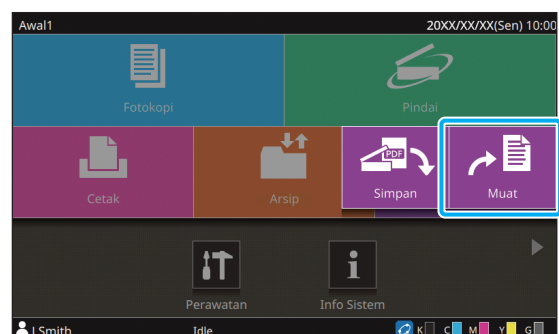 Awal1 20XX/XX/XX(Sen) 10:00
Fotokopi Pindai
PDF
Cetak Arsip Simpan Muat
Perawatan Info Sistem
J.Smith Idle K C M Y G